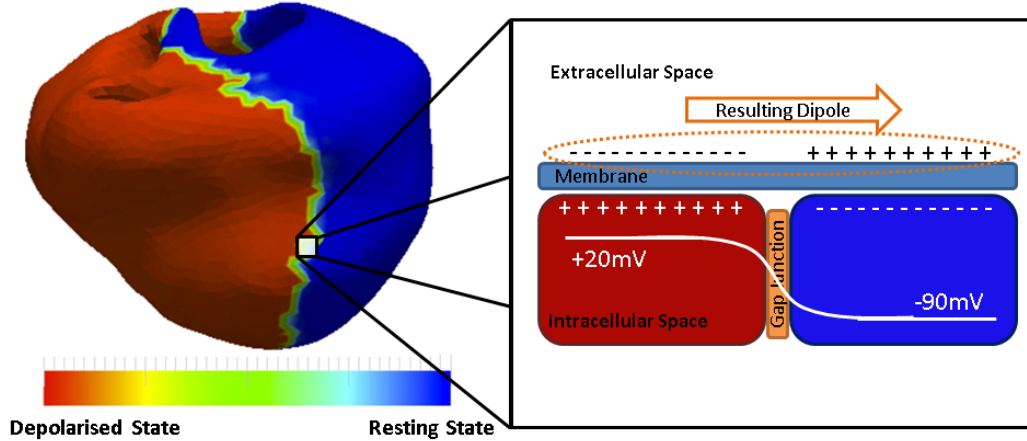 Extracellular Space
Resulting Dipole
- - - - - - - - - - - - - + + + + + + + + + +
Membrane
+ + + + + + + + + + - - - - - - - - - - - - -
+20mV
Gap Junction
-90mV
Intracellular Space
Depolarised State Resting State